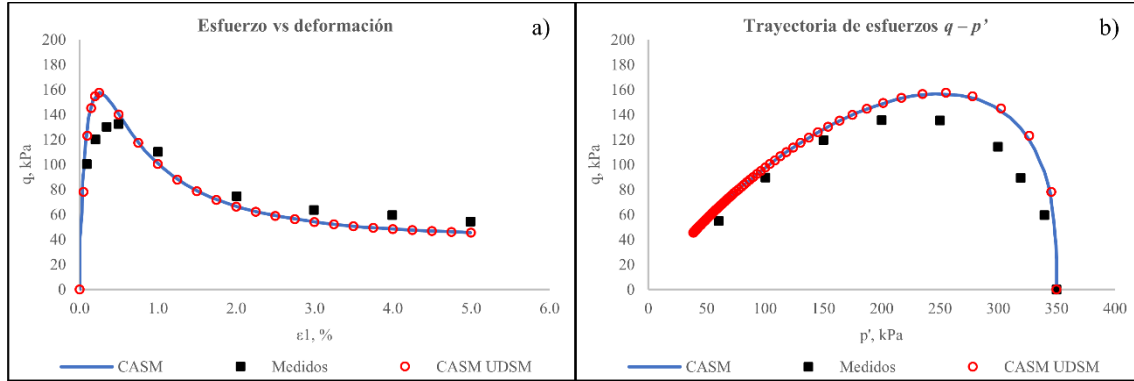 Esfuerzo vs deformación
a)
200
180
160
140
120
100
80
60
40
20
0
q, kPa
0.0 1.0 2.0 3.0 4.0 5.0 6.0
ε1, %
CASM Medidos CASM UDSM
Trayectoria de esfuerzos q – p'
b)
200
180
160
140
120
100
80
60
40
20
0
q, kPa
0 50 100 150 200 250 300 350 400
p', kPa
CASM Medidos CASM UDSM